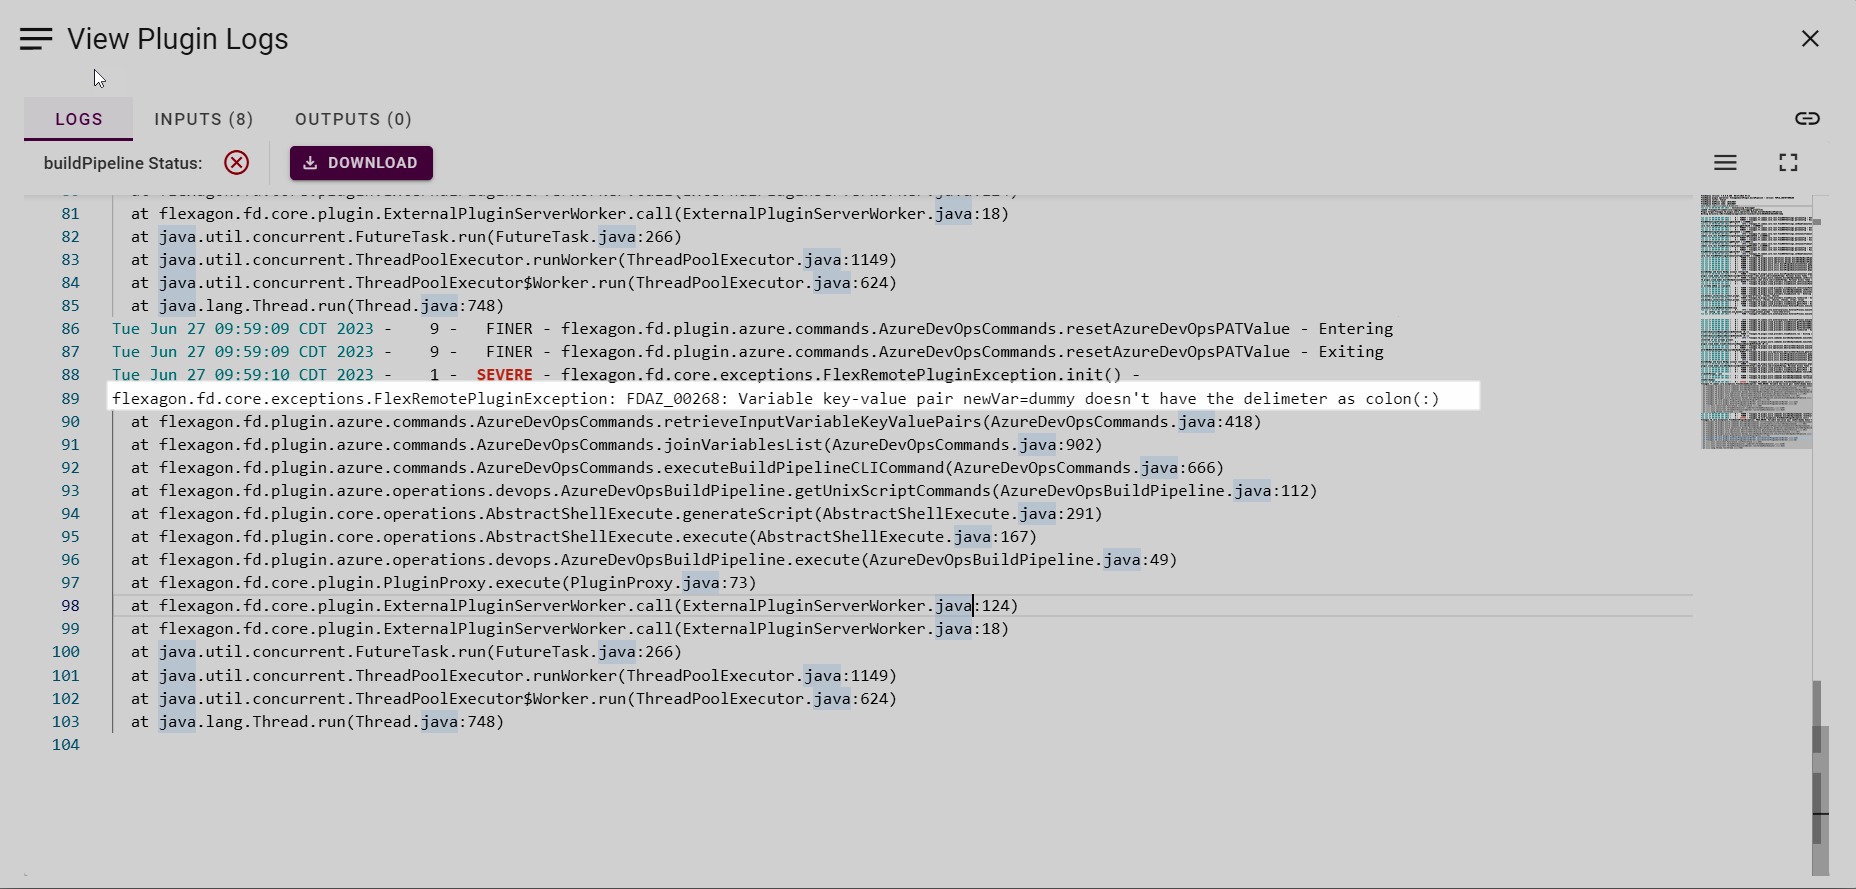 View Plugin Logs
LOGS INPUTS (8) OUTPUTS (0)
buildPipeline Status: DOWNLOAD
81 at flexagon.fd.core.plugin.ExternalPluginServerWorker.call(ExternalPluginServerWorker.java:18)
82 at java.util.concurrent.FutureTask.run(FutureTask.java:266)
83 at java.util.concurrent.ThreadPoolExecutor.runWorker(ThreadPoolExecutor.java:1149)
84 at java.util.concurrent.ThreadPoolExecutor$Worker.run(ThreadPoolExecutor.java:624)
85 at java.lang.Thread.run(Thread.java:748)
86 Tue Jun 27 09:59:09 CDT 2023 - 9 - FINER - flexagon.fd.plugin.azure.commands.AzureDevOpsCommands.resetAzureDevOpsPATValue - Entering
87 Tue Jun 27 09:59:09 CDT 2023 - 9 - FINER - flexagon.fd.plugin.azure.commands.AzureDevOpsCommands.resetAzureDevOpsPATValue - Exiting
88 Tue Jun 27 09:59:10 CDT 2023 - 1 - SEVERE - flexagon.fd.core.exceptions.FlexRemotePluginException.init() -
89 flexagon.fd.core.exceptions.FlexRemotePluginException: FDAZ_00268: Variable key-value pair newVar=dummy doesn't have the delimeter as colon(:)
90 at flexagon.fd.plugin.azure.commands.AzureDevOpsCommands.retrieveInputVariableKeyValuePairs(AzureDevOpsCommands.java:418)
91 at flexagon.fd.plugin.azure.commands.AzureDevOpsCommands.joinVariablesList(AzureDevOpsCommands.java:902)
92 at flexagon.fd.plugin.azure.commands.AzureDevOpsCommands.executeBuildPipelineCLICommand(AzureDevOpsCommands.java:666)
93 at flexagon.fd.plugin.azure.operations.devops.AzureDevOpsBuildPipeline.getUnixScriptCommands(AzureDevOpsBuildPipeline.java:112)
94 at flexagon.fd.plugin.core.operations.AbstractShellExecute.generateScript(AbstractShellExecute.java:291)
95 at flexagon.fd.plugin.core.operations.AbstractShellExecute.execute(AbstractShellExecute.java:167)
96 at flexagon.fd.plugin.azure.operations.devops.AzureDevOpsBuildPipeline.execute(AzureDevOpsBuildPipeline.java:49)
97 at flexagon.fd.core.plugin.PluginProxy.execute(PluginProxy.java:73)
98 at flexagon.fd.core.plugin.ExternalPluginServerWorker.call(ExternalPluginServerWorker.java:124)
99 at flexagon.fd.core.plugin.ExternalPluginServerWorker.call(ExternalPluginServerWorker.java:18)
100 at java.util.concurrent.FutureTask.run(FutureTask.java:266)
101 at java.util.concurrent.ThreadPoolExecutor.runWorker(ThreadPoolExecutor.java:1149)
102 at java.util.concurrent.ThreadPoolExecutor$Worker.run(ThreadPoolExecutor.java:624)
103 at java.lang.Thread.run(Thread.java:748)
104